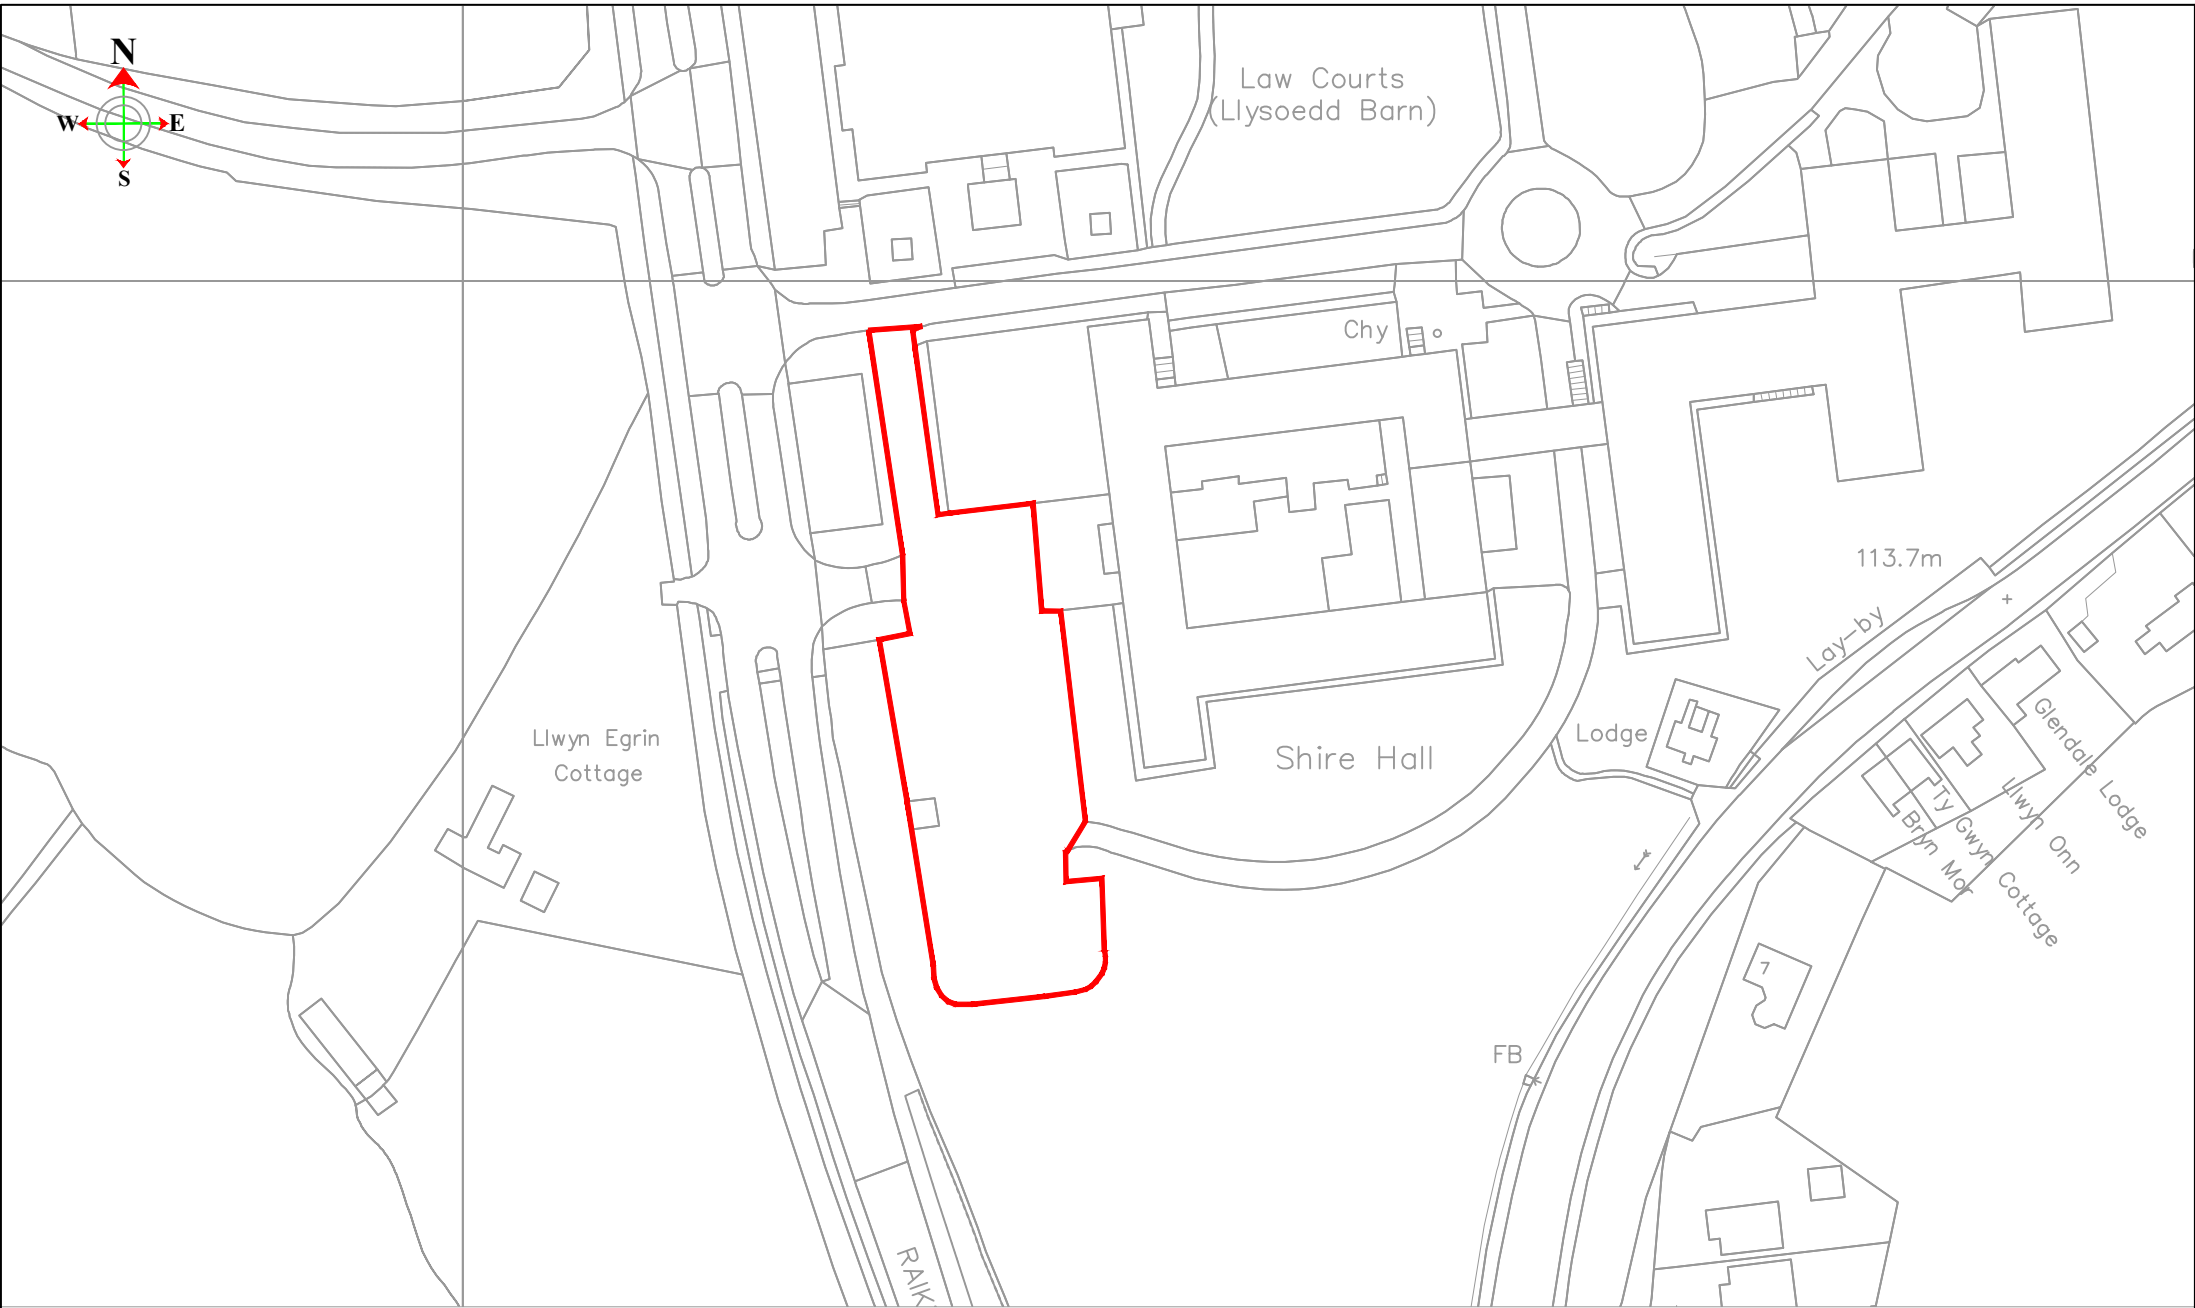 N
W E
S
Law Courts
(Llysoedd Barn)
Chy
113.7m
Lay-by
Llwyn Egrin
Cottage
Shire Hall
Lodge
Glendale Lodge
Llwyn Onn
Ty Gwyn Cottage
Bryn Mor
7
FB